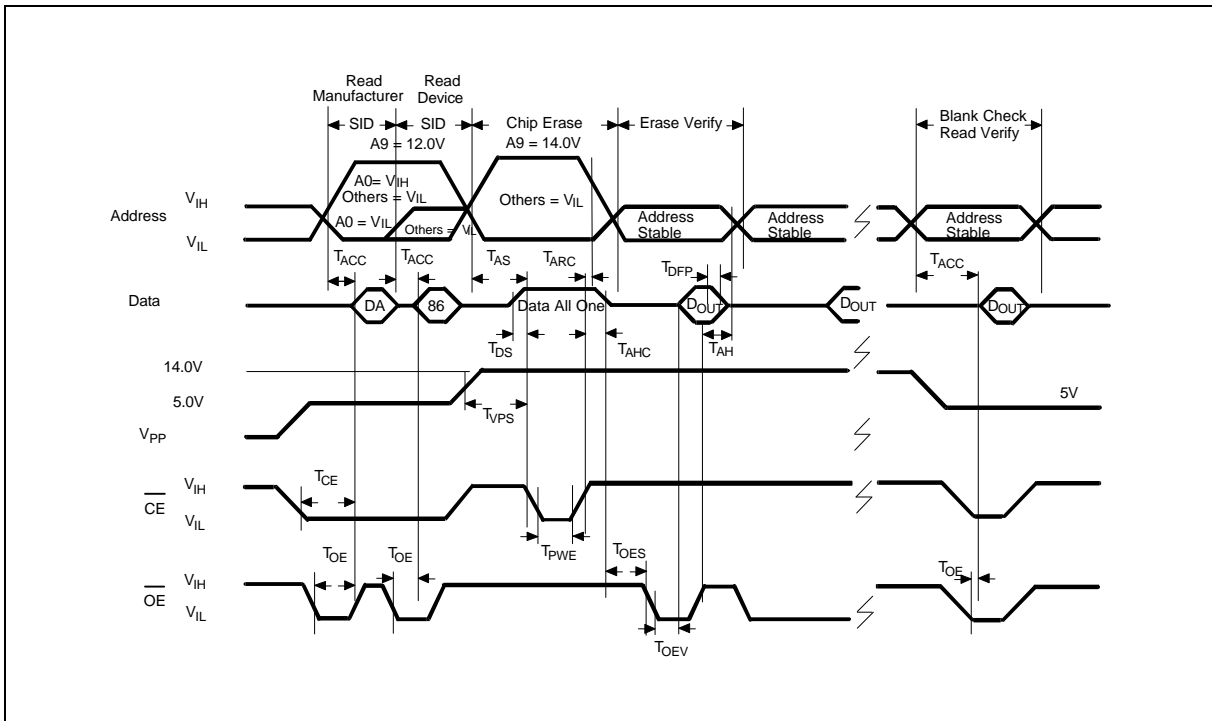 Read
Manufacturer
SID
Read
Device
SID
Chip Erase
Erase Verify
Blank Check
Read Verify
A9 = 12.0V
A9 = 14.0V
A0= VIH
Others = VIL
Others = VIL
Address
VIH
VIL
A0 = VIL
Others = VIL
Address
Stable
Address
Stable
Address
Stable
TACC
TACC
TAS
TARC
TDFP
TACC
Data
DA
86
Data All One
DOUT
DOUT
DOUT
TDS
TAHC
TAH
14.0V
5.0V
VPP
TVPS
5V
CE
VIH
VIL
TCE
TPWE
OE
VIH
VIL
TOE
TOE
TOES
TOEV
TOE